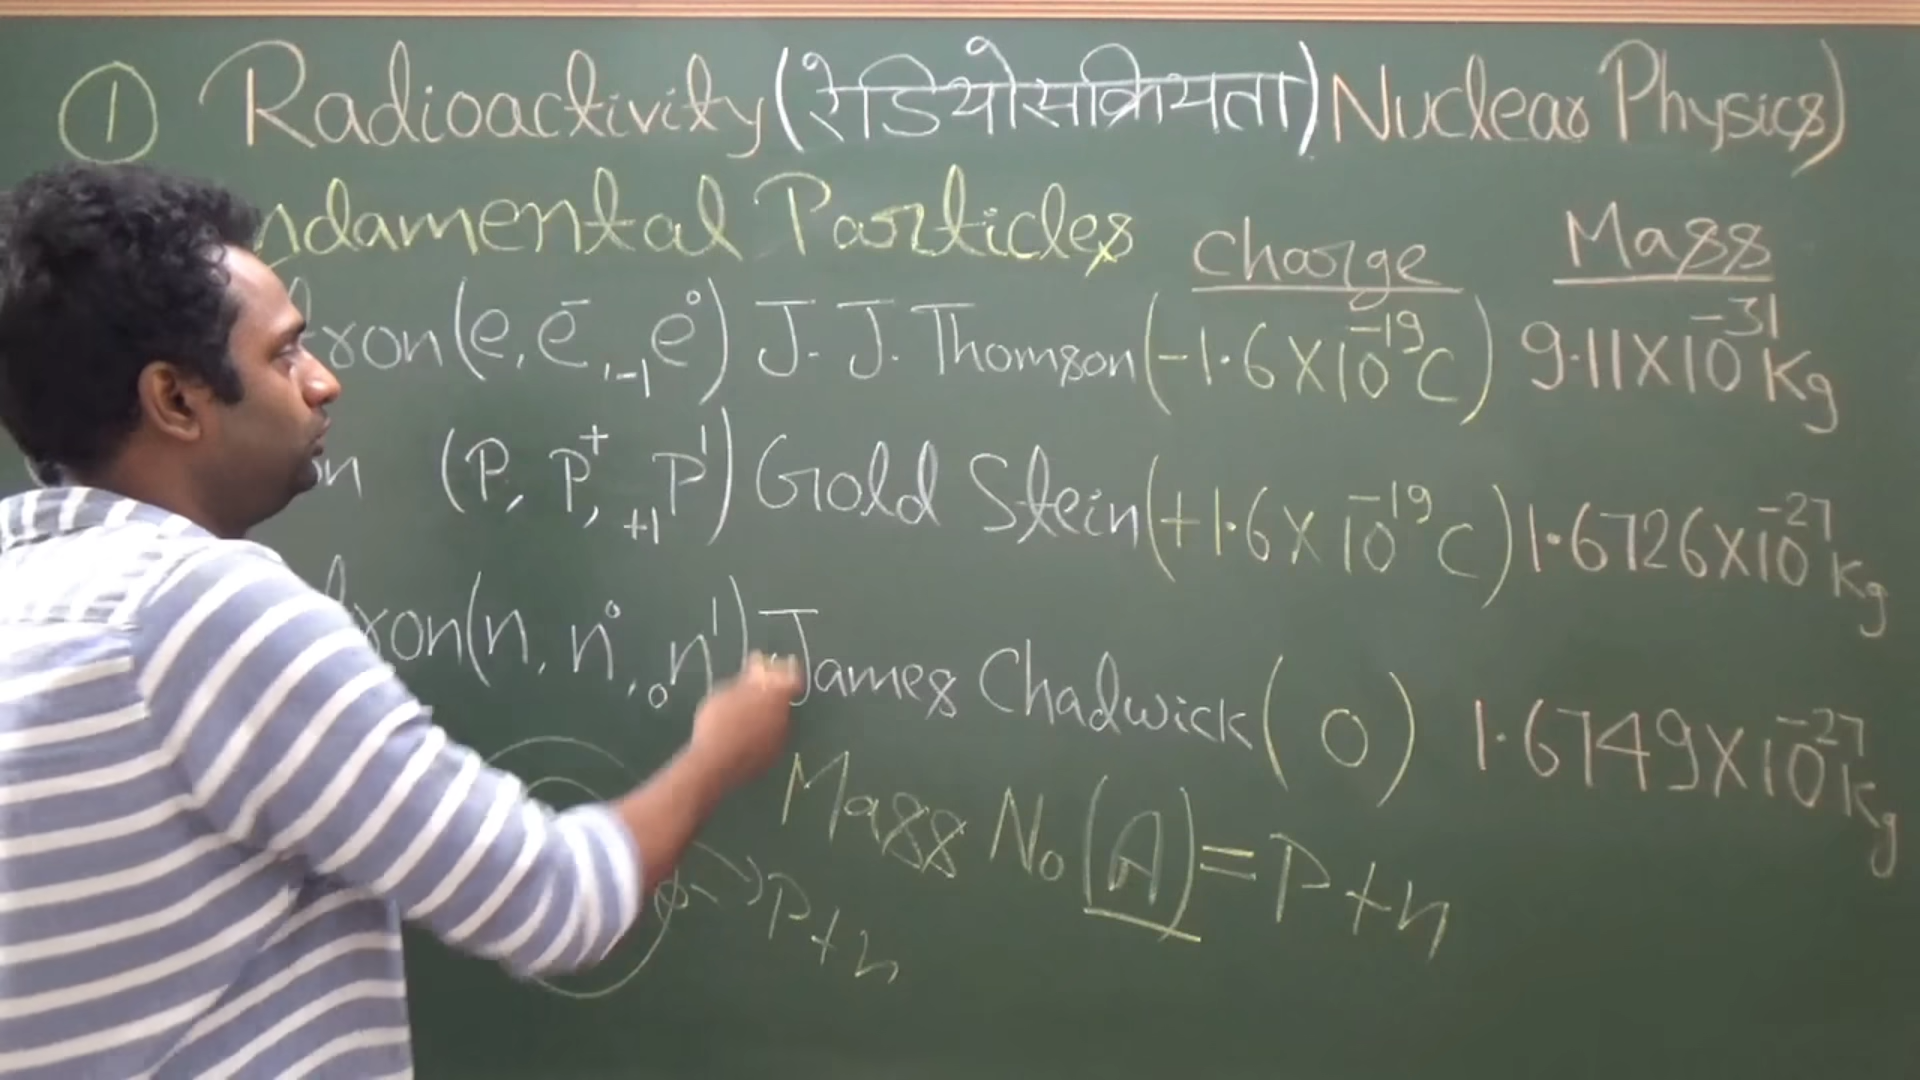 ① Radioactivity (रेडियोसक्रियता) Nuclear Physics)
ndamental Particles Charge Mass
tron (e, e⁻, ₋₁e⁰) J. J. Thomson (-1.6 X 10⁻¹⁹ C) 9.11 X 10⁻³¹ Kg
on (P, P⁺, ₊₁P¹) Gold Stein (+1.6 X 10⁻¹⁹ C) 1.6726 X 10⁻²⁷ Kg
tron (n, n⁰, ₀n¹) James Chadwick (0) 1.6749 X 10⁻²⁷ Kg
Mass No (A) = P + n
P + n